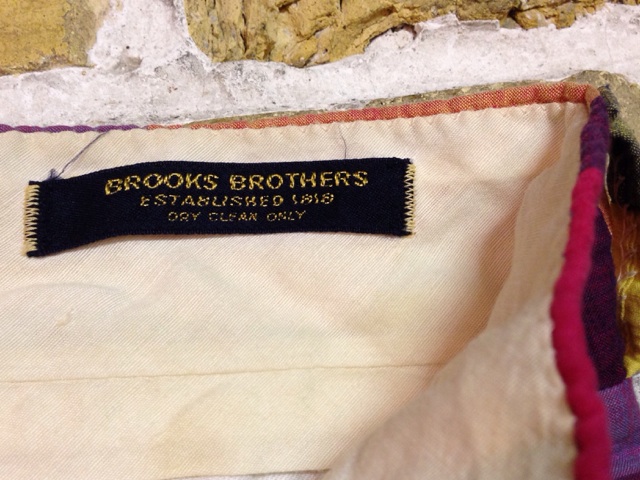 BROOKS BROTHERS
ESTABLISHED 1818
DRY CLEAN ONLY